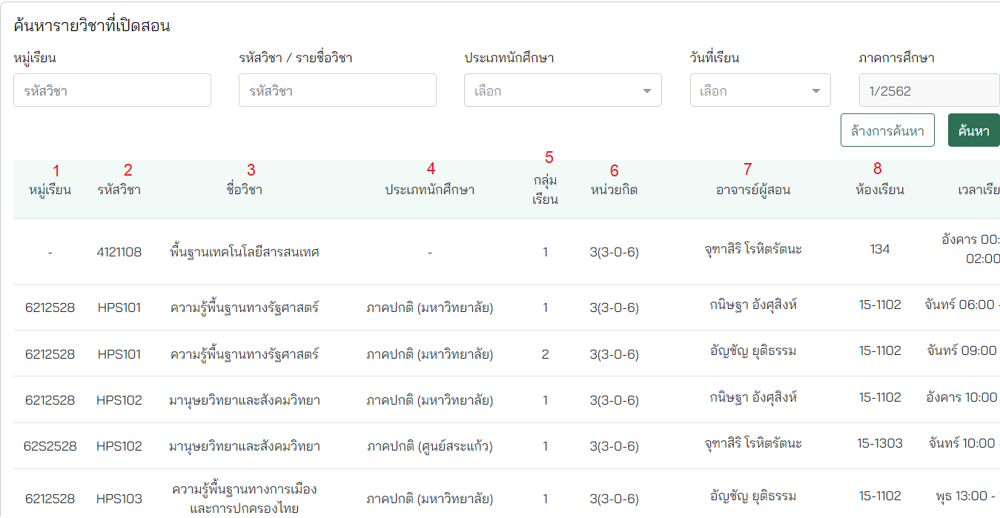 ค้นหารายวิชาที่เปิดสอน
หมู่เรียน รหัสวิชา / รายชื่อวิชา ประเภทนักศึกษา วันที่เรียน ภาคการศึกษา
รหัสวิชา รหัสวิชา เลือก เลือก 1/2562
ล้างการค้นหา ค้นหา
1 2 3 4 5 6 7 8
หมู่เรียน รหัสวิชา ชื่อวิชา ประเภทนักศึกษา กลุ่ม หน่วยกิต อาจารย์ผู้สอน ห้องเรียน เวลาเรีย
เรียน
- 4121108 พื้นฐานเทคโนโลยีสารสนเทศ - 1 3(3-0-6) จุฑาสิริ โรหิตรัตนะ 134 อังคาร 00:
02:00
6212528 HPS101 ความรู้พื้นฐานทางรัฐศาสตร์ ภาคปกติ (มหาวิทยาลัย) 1 3(3-0-6) กนิษฐา อังศุสิงห์ 15-1102 จันทร์ 06:00 -
6212528 HPS101 ความรู้พื้นฐานทางรัฐศาสตร์ ภาคปกติ (มหาวิทยาลัย) 2 3(3-0-6) อัญชัญ ยุติธรรม 15-1102 จันทร์ 09:00
6212528 HPS102 มานุษยวิทยาและสังคมวิทยา ภาคปกติ (มหาวิทยาลัย) 1 3(3-0-6) กนิษฐา อังศุสิงห์ 15-1102 อังคาร 10:00
62S2528 HPS102 มานุษยวิทยาและสังคมวิทยา ภาคปกติ (ศูนย์สระแก้ว) 1 3(3-0-6) จุฑาสิริ โรหิตรัตนะ 15-1303 จันทร์ 10:00 -
6212528 HPS103 ความรู้พื้นฐานทางการเมือง ภาคปกติ (มหาวิทยาลัย) 1 3(3-0-6) อัญชัญ ยุติธรรม 15-1102 พุธ 13:00 -
และการปกครองไทย